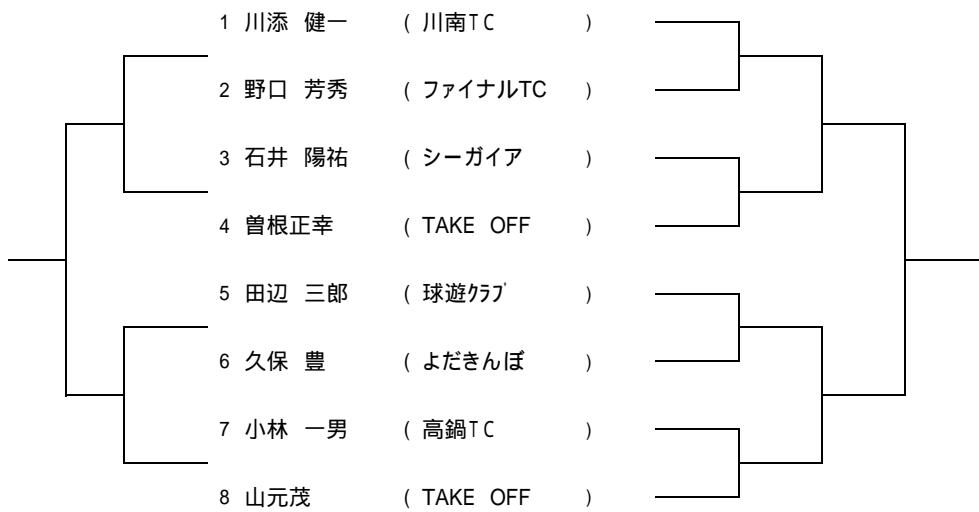 1 川添 健一 ( 川南TC )
2 野口 芳秀 ( ファイナルTC )
3 石井 陽祐 ( シーガイア )
4 曽根正幸 ( TAKE OFF )
5 田辺 三郎 ( 球遊ｸﾗﾌﾞ )
6 久保 豊 ( よだきんぼ )
7 小林 一男 ( 高鍋TC )
8 山元茂 ( TAKE OFF )